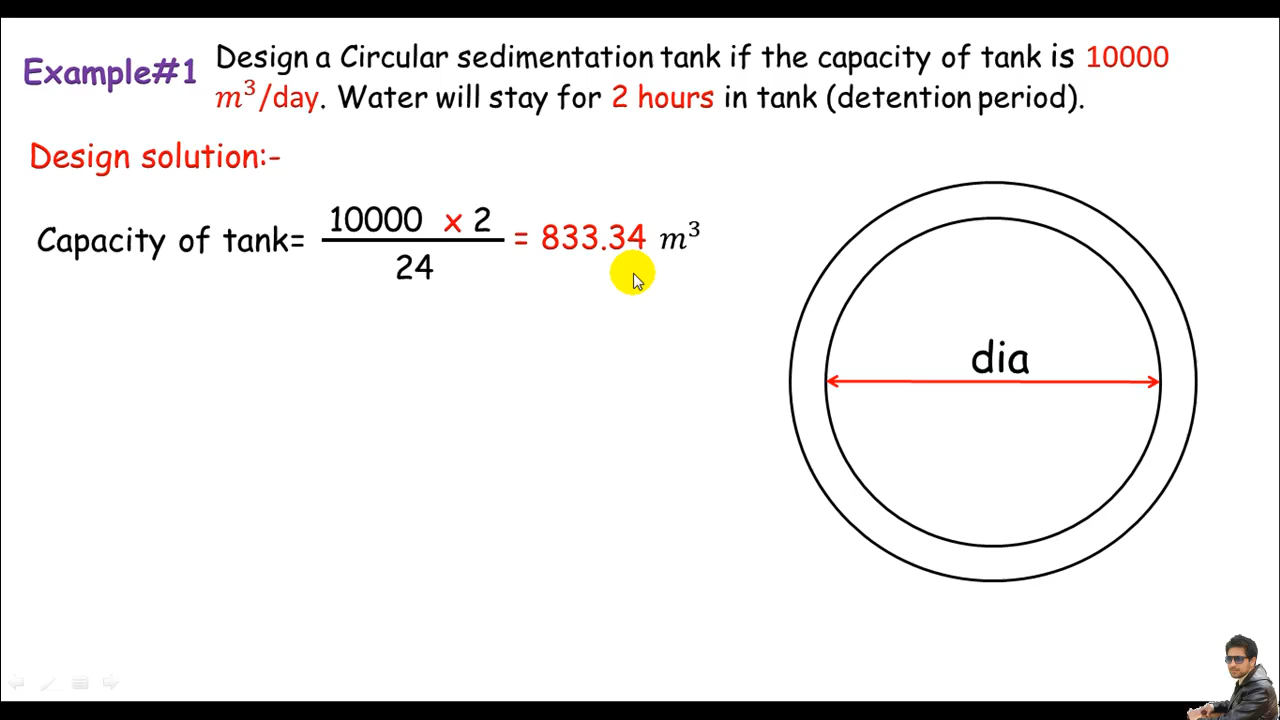 Example#1 Design a Circular sedimentation tank if the capacity of tank is 10000
m³/day. Water will stay for 2 hours in tank (detention period).
Design solution:-
Capacity of tank= 10000 x 2 / 24 = 833.34 m³
dia